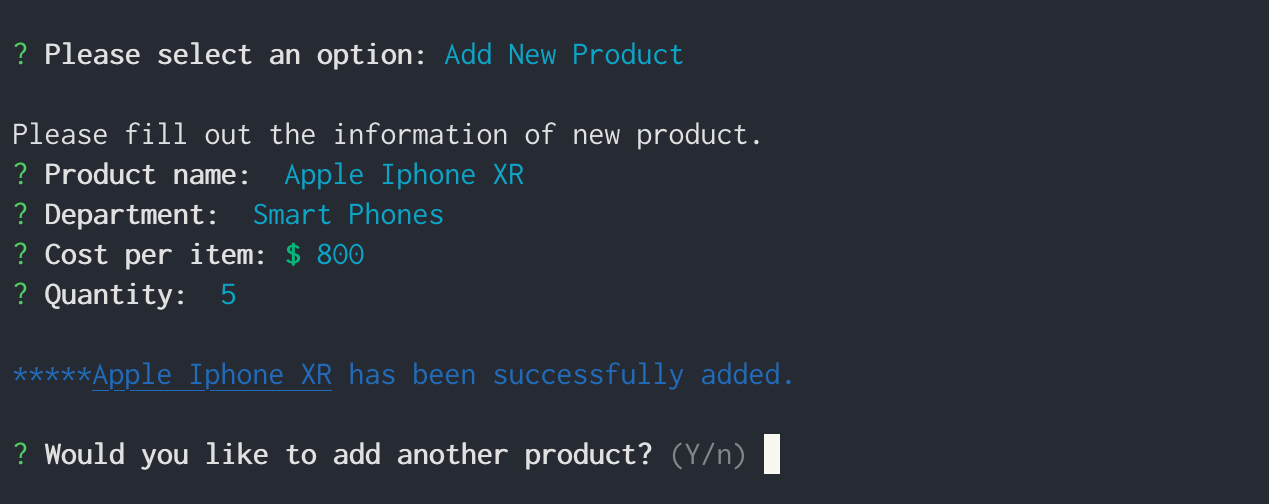 ? Please select an option: Add New Product
Please fill out the information of new product.
? Product name:  Apple Iphone XR
? Department:  Smart Phones
? Cost per item: $ 800
? Quantity:  5
*****Apple Iphone XR has been successfully added.
? Would you like to add another product? (Y/n)